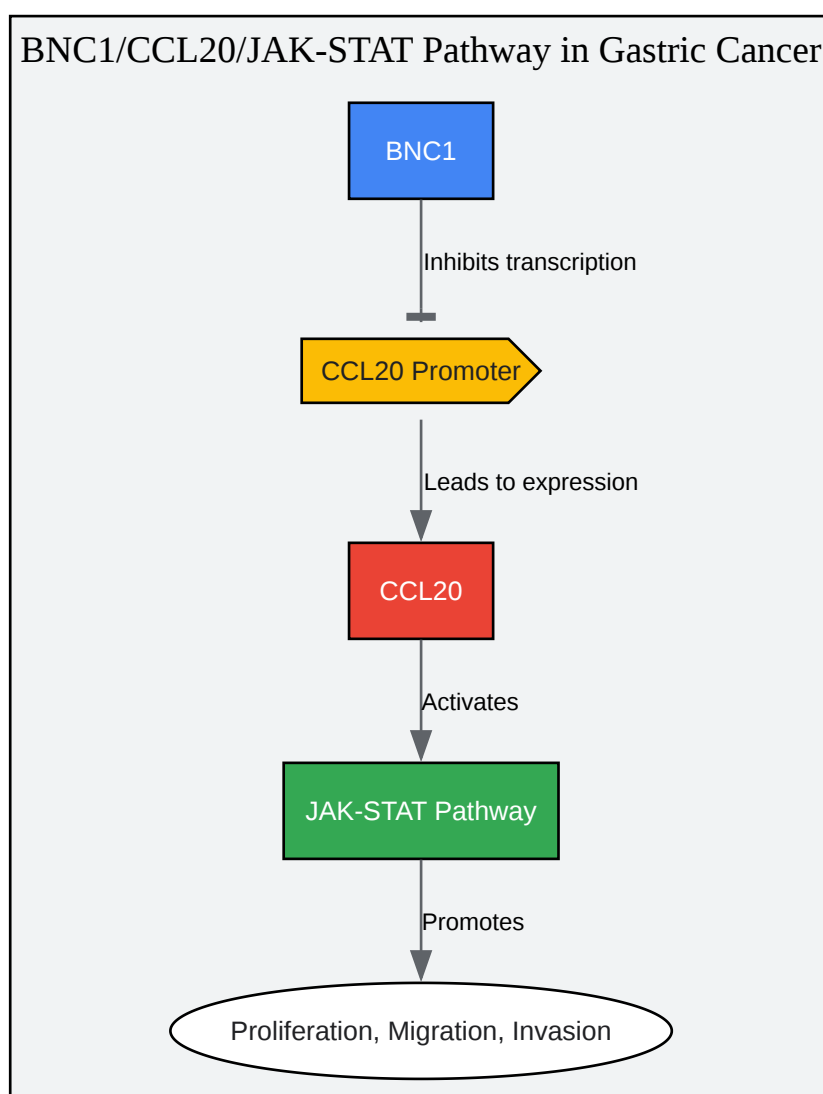 BNC1/CCL20/JAK-STAT Pathway in Gastric Cancer
BNC1
Inhibits transcription
CCL20 Promoter
Leads to expression
CCL20
Activates
JAK-STAT Pathway
Promotes
Proliferation, Migration, Invasion